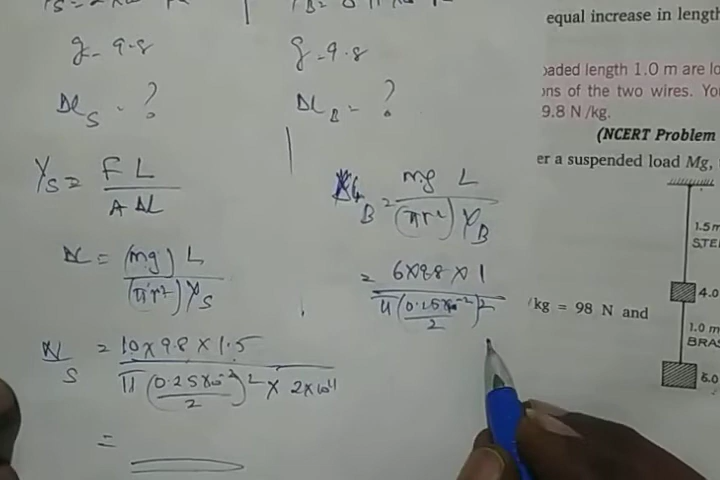 g = 9.8
Δl_S = ?
Y_S = FL / A ΔL
Δl = (mg) L / (πr²) Y_S
Δl_S = 10×9.8×1.5 / π (0.25×10⁻² / 2)² × 2×10¹¹
=
g = 9.8
Δl_B = ?
Δl_B = mg L / (πr²) Y_B
= 6×9.8×1 / π (0.25×10⁻² / 2)²
equal increase in length
oaded length 1.0 m are lo
ons of the two wires. Yo
9.8 N/kg.
(NCERT Problem
er a suspended load Mg,
1.5m
STE
4.0
/kg = 98 N and
1.0 m
BRAS
6.0